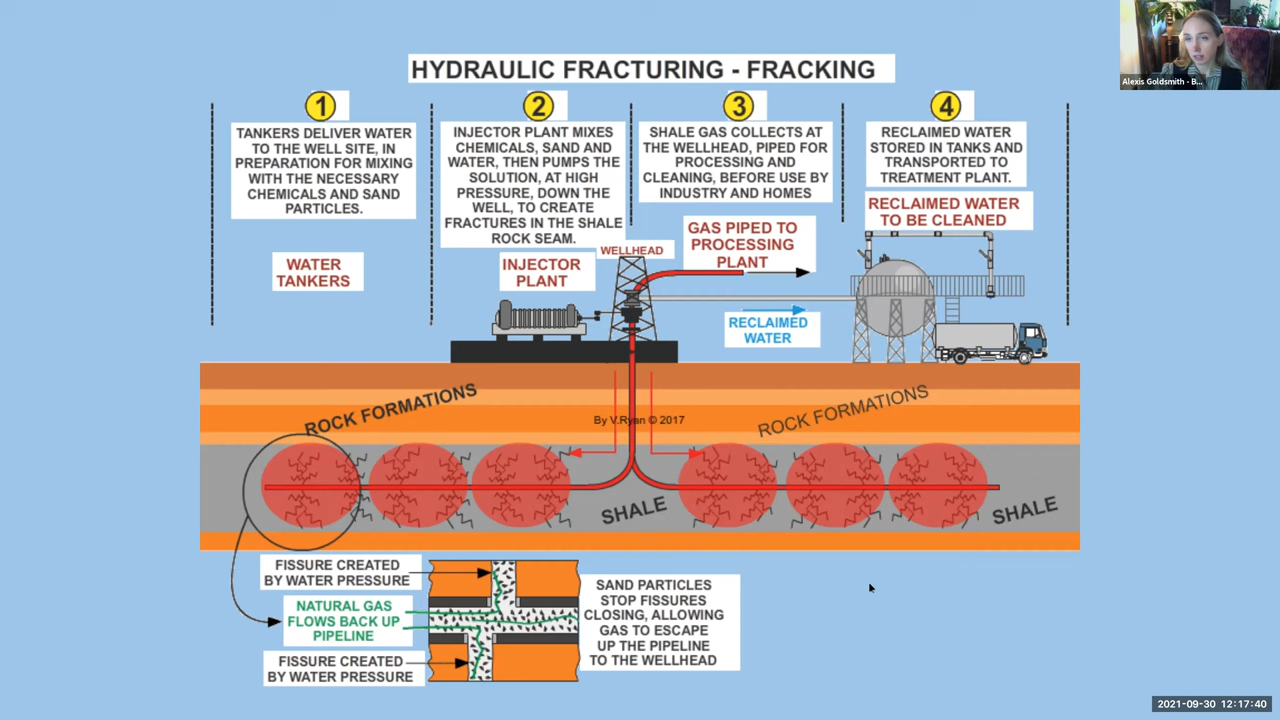 Alexis Goldsmith - B...
HYDRAULIC FRACTURING - FRACKING
1
TANKERS DELIVER WATER
TO THE WELL SITE, IN
PREPARATION FOR MIXING
WITH THE NECESSARY
CHEMICALS AND SAND
PARTICLES.
WATER
TANKERS
2
INJECTOR PLANT MIXES
CHEMICALS, SAND AND
WATER, THEN PUMPS THE
SOLUTION, AT HIGH
PRESSURE, DOWN THE
WELL, TO CREATE
FRACTURES IN THE SHALE
ROCK SEAM.
INJECTOR
PLANT
WELLHEAD
3
SHALE GAS COLLECTS AT
THE WELLHEAD, PIPED FOR
PROCESSING AND
CLEANING, BEFORE USE BY
INDUSTRY AND HOMES
GAS PIPED TO
PROCESSING
PLANT
RECLAIMED
WATER
4
RECLAIMED WATER
STORED IN TANKS AND
TRANSPORTED TO
TREATMENT PLANT.
RECLAIMED WATER
TO BE CLEANED
ROCK FORMATIONS
By V.Ryan © 2017
ROCK FORMATIONS
SHALE
SHALE
FISSURE CREATED
BY WATER PRESSURE
NATURAL GAS
FLOWS BACK UP
PIPELINE
FISSURE CREATED
BY WATER PRESSURE
SAND PARTICLES
STOP FISSURES
CLOSING, ALLOWING
GAS TO ESCAPE
UP THE PIPELINE
TO THE WELLHEAD
2021-09-30 12:17:40